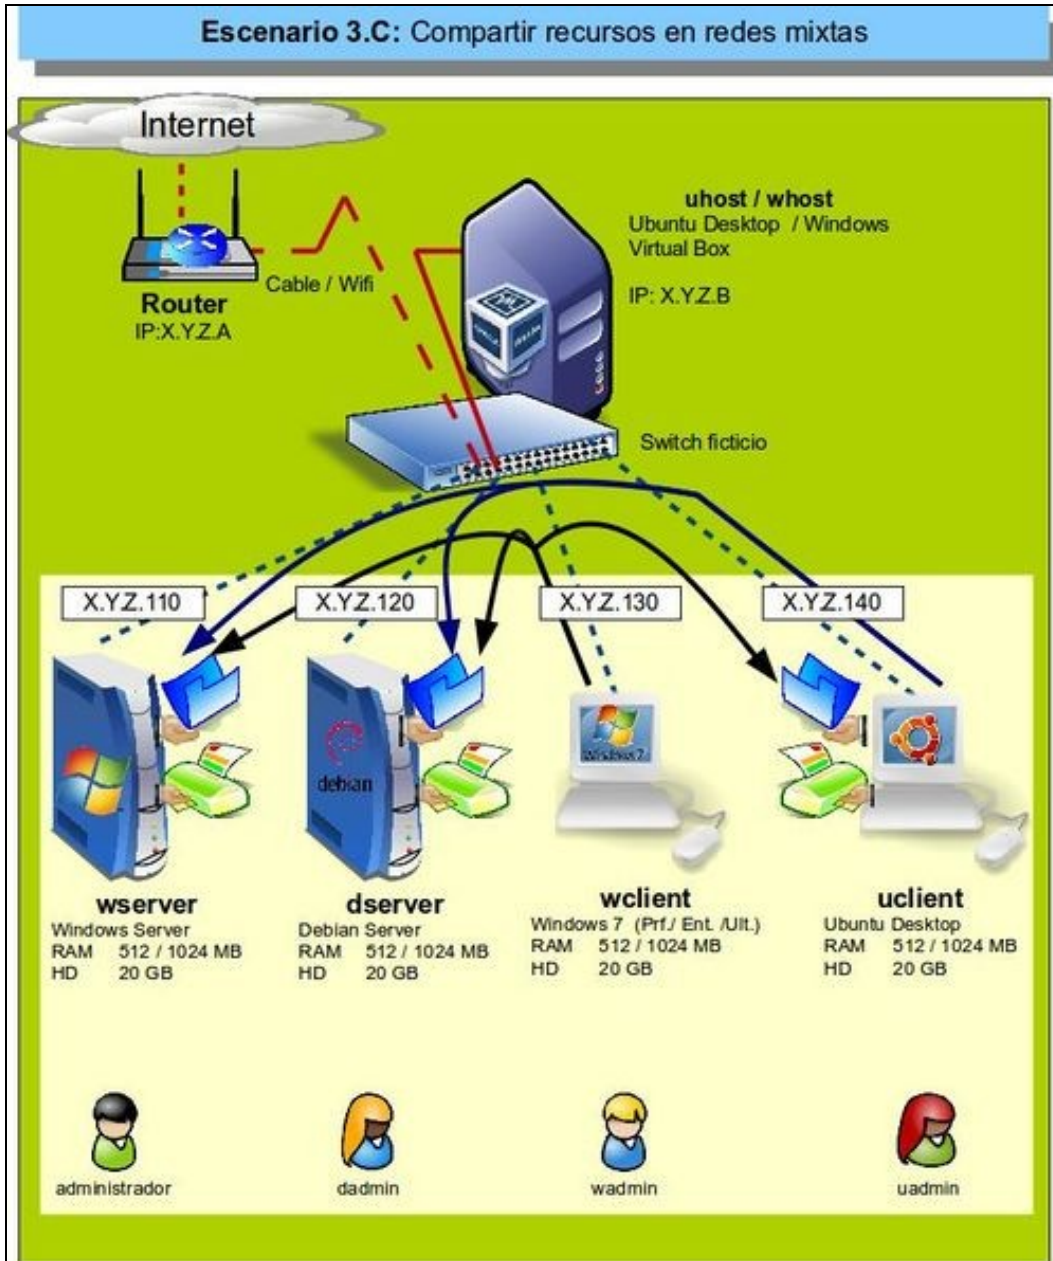 Escenario 3.C: Compartir recursos en redes mixtas
Internet
uhost / whost
Ubuntu Desktop / Windows
Virtual Box
IP: X.Y.Z.B
Cable / Wifi
Router
IP:X.Y.Z.A
Switch ficticio
X.Y.Z.110
X.Y.Z.120
X.Y.Z.130
X.Y.Z.140
debian
Windows 7
wserver
Windows Server
RAM 512 / 1024 MB
HD 20 GB
dserver
Debian Server
RAM 512 / 1024 MB
HD 20 GB
wclient
Windows 7 (Prf./ Ent. /Ult.)
RAM 512 / 1024 MB
HD 20 GB
uclient
Ubuntu Desktop
RAM 512 / 1024 MB
HD 20 GB
administrador
dadmin
wadmin
uadmin